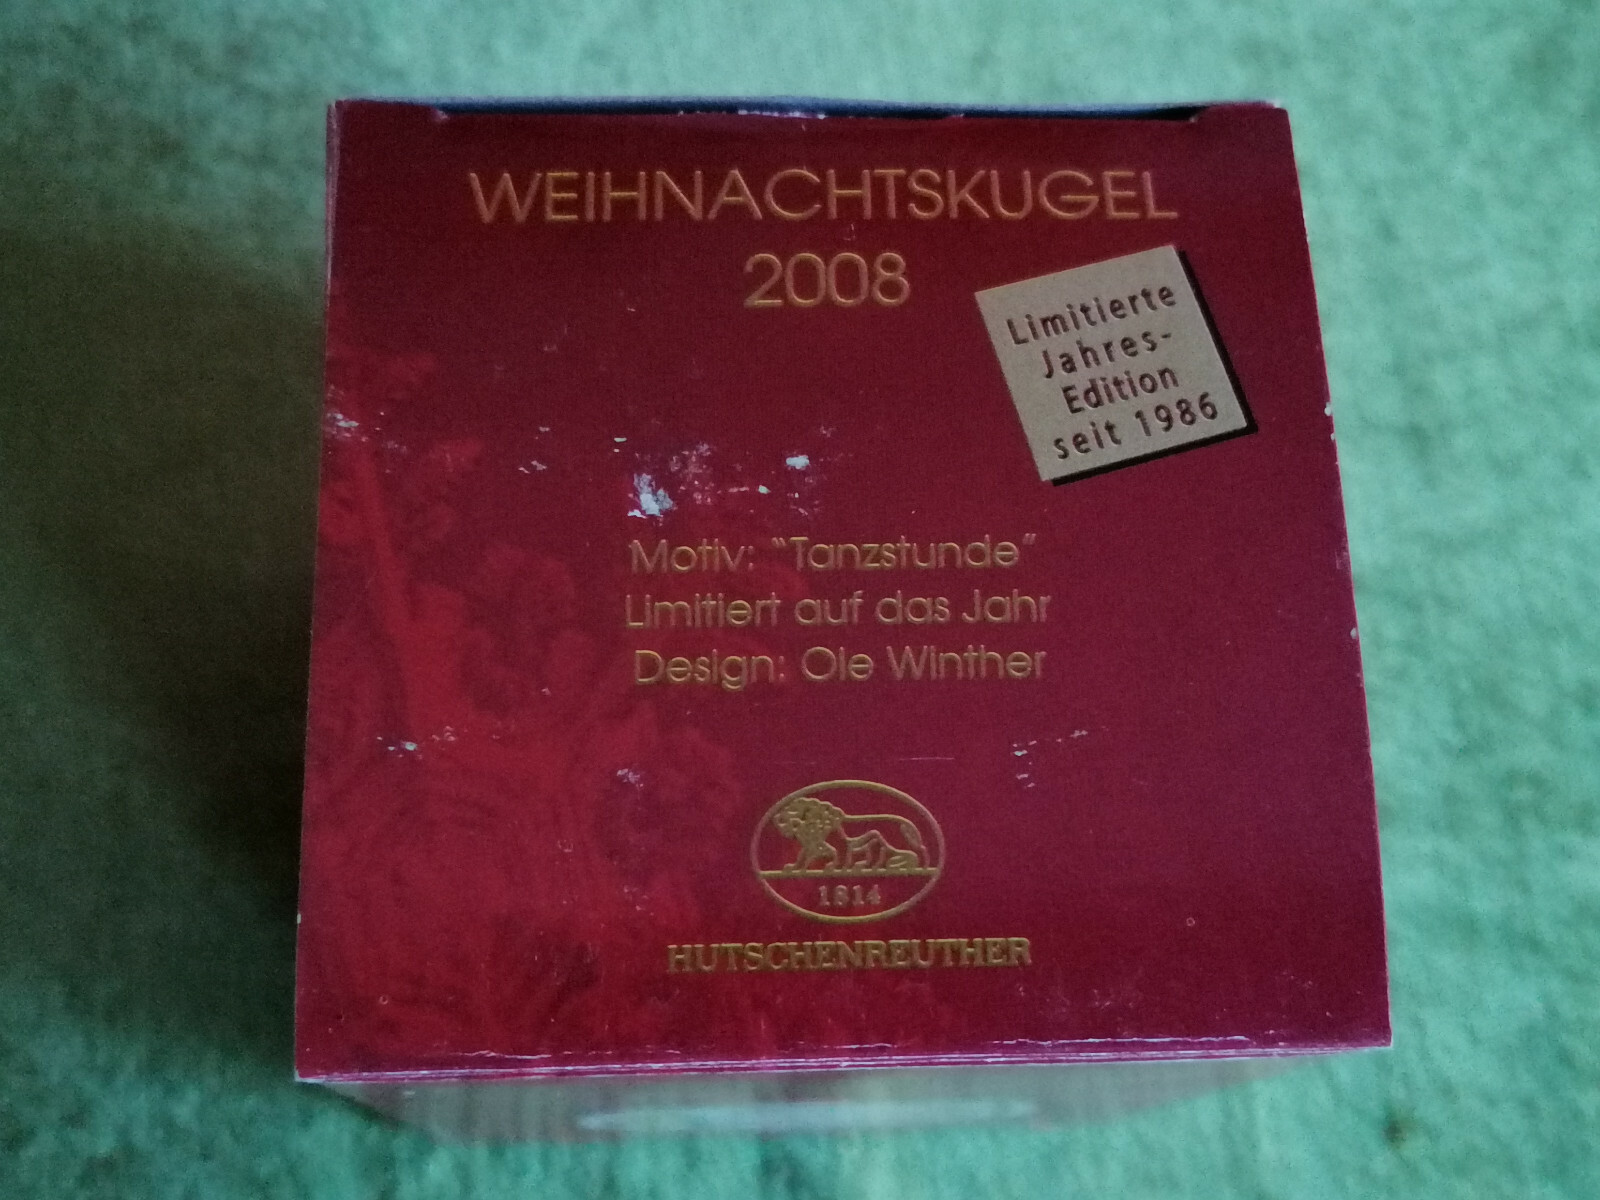 WEIHNACHTSKUGEL
2008
Limitierte
Jahres-
Edition
seit 1986
Motiv: “Tanzstunde”
Limitiert auf das Jahr
Design: Ole Winther
1814
HUTSCHENREUTHER